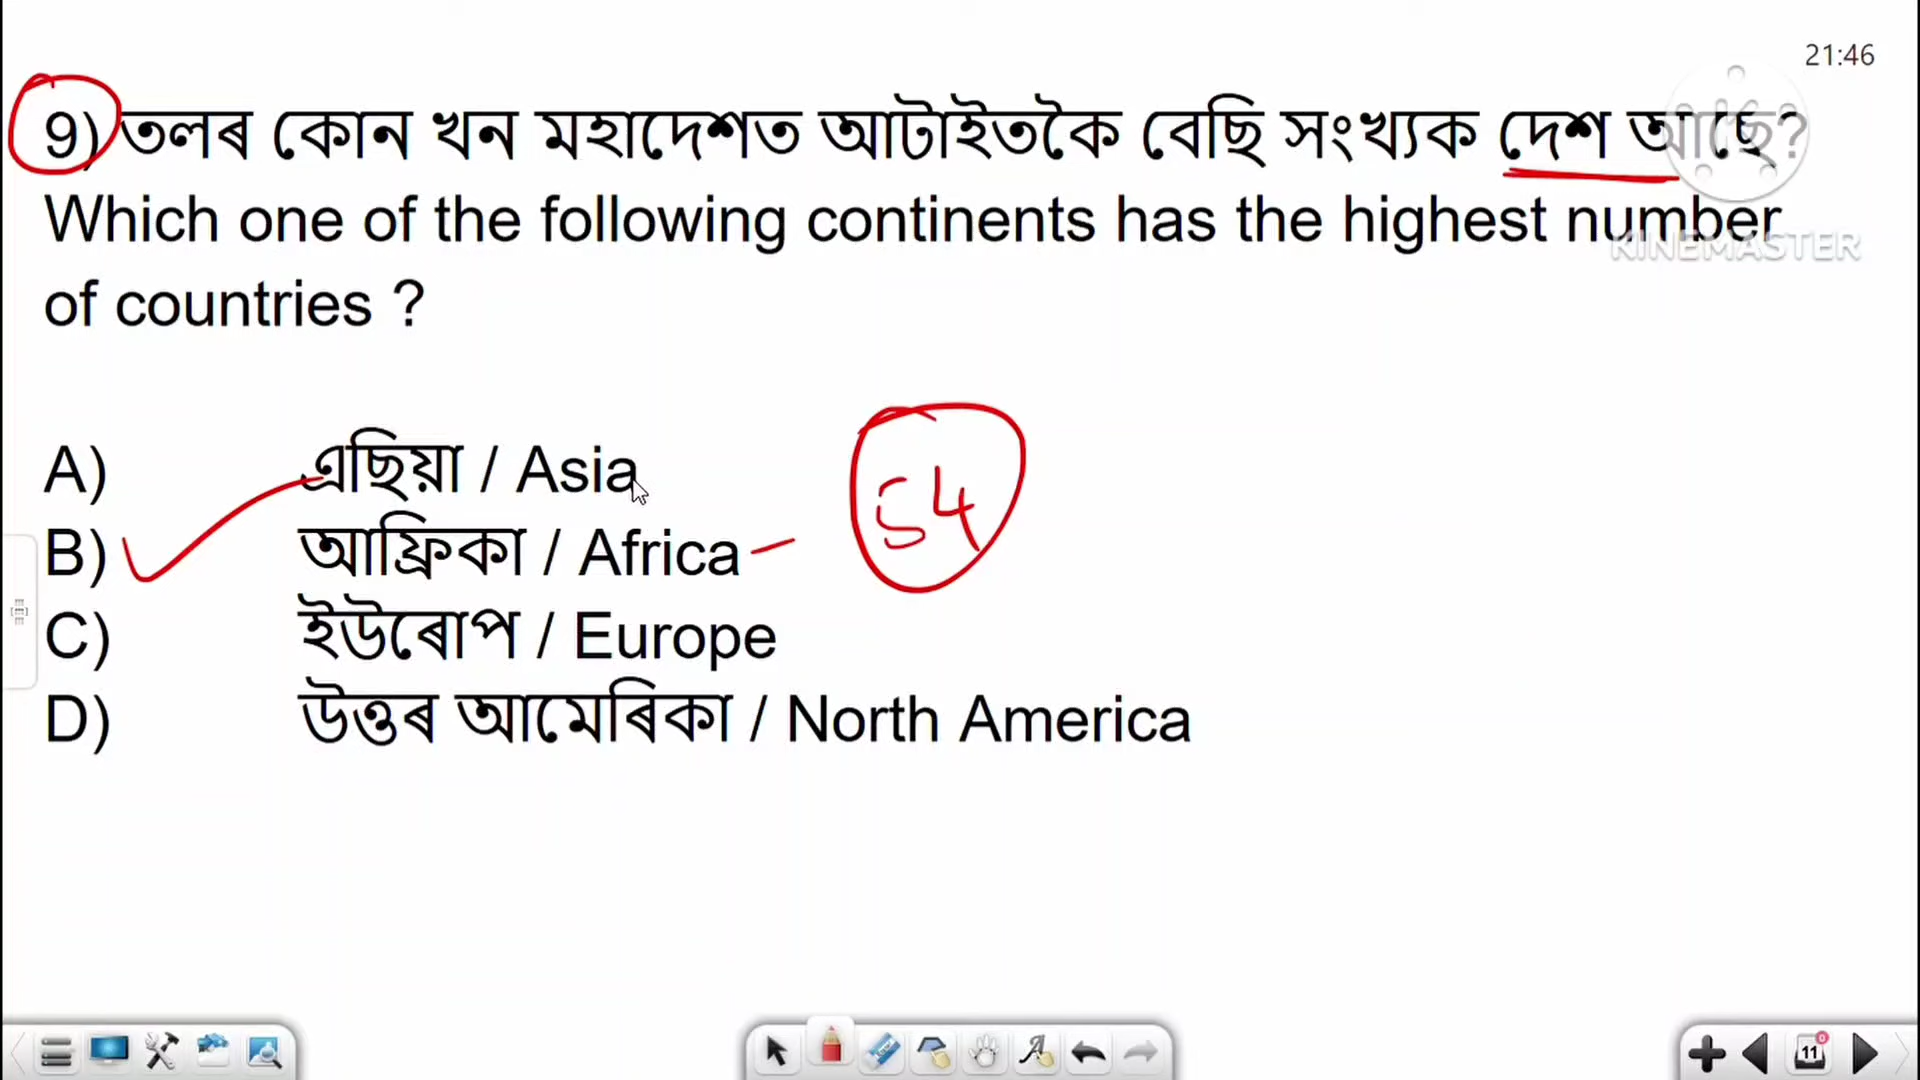 21:46
9) তলৰ কোন খন মহাদেশত আটাইতকৈ বেছি সংখ্যক দেশ আছে?
Which one of the following continents has the highest number
KINEMASTER
of countries ?
A) এছিয়া / Asia
B) আফ্ৰিকা / Africa – 54
C) ইউৰোপ / Europe
D) উত্তৰ আমেৰিকা / North America
11